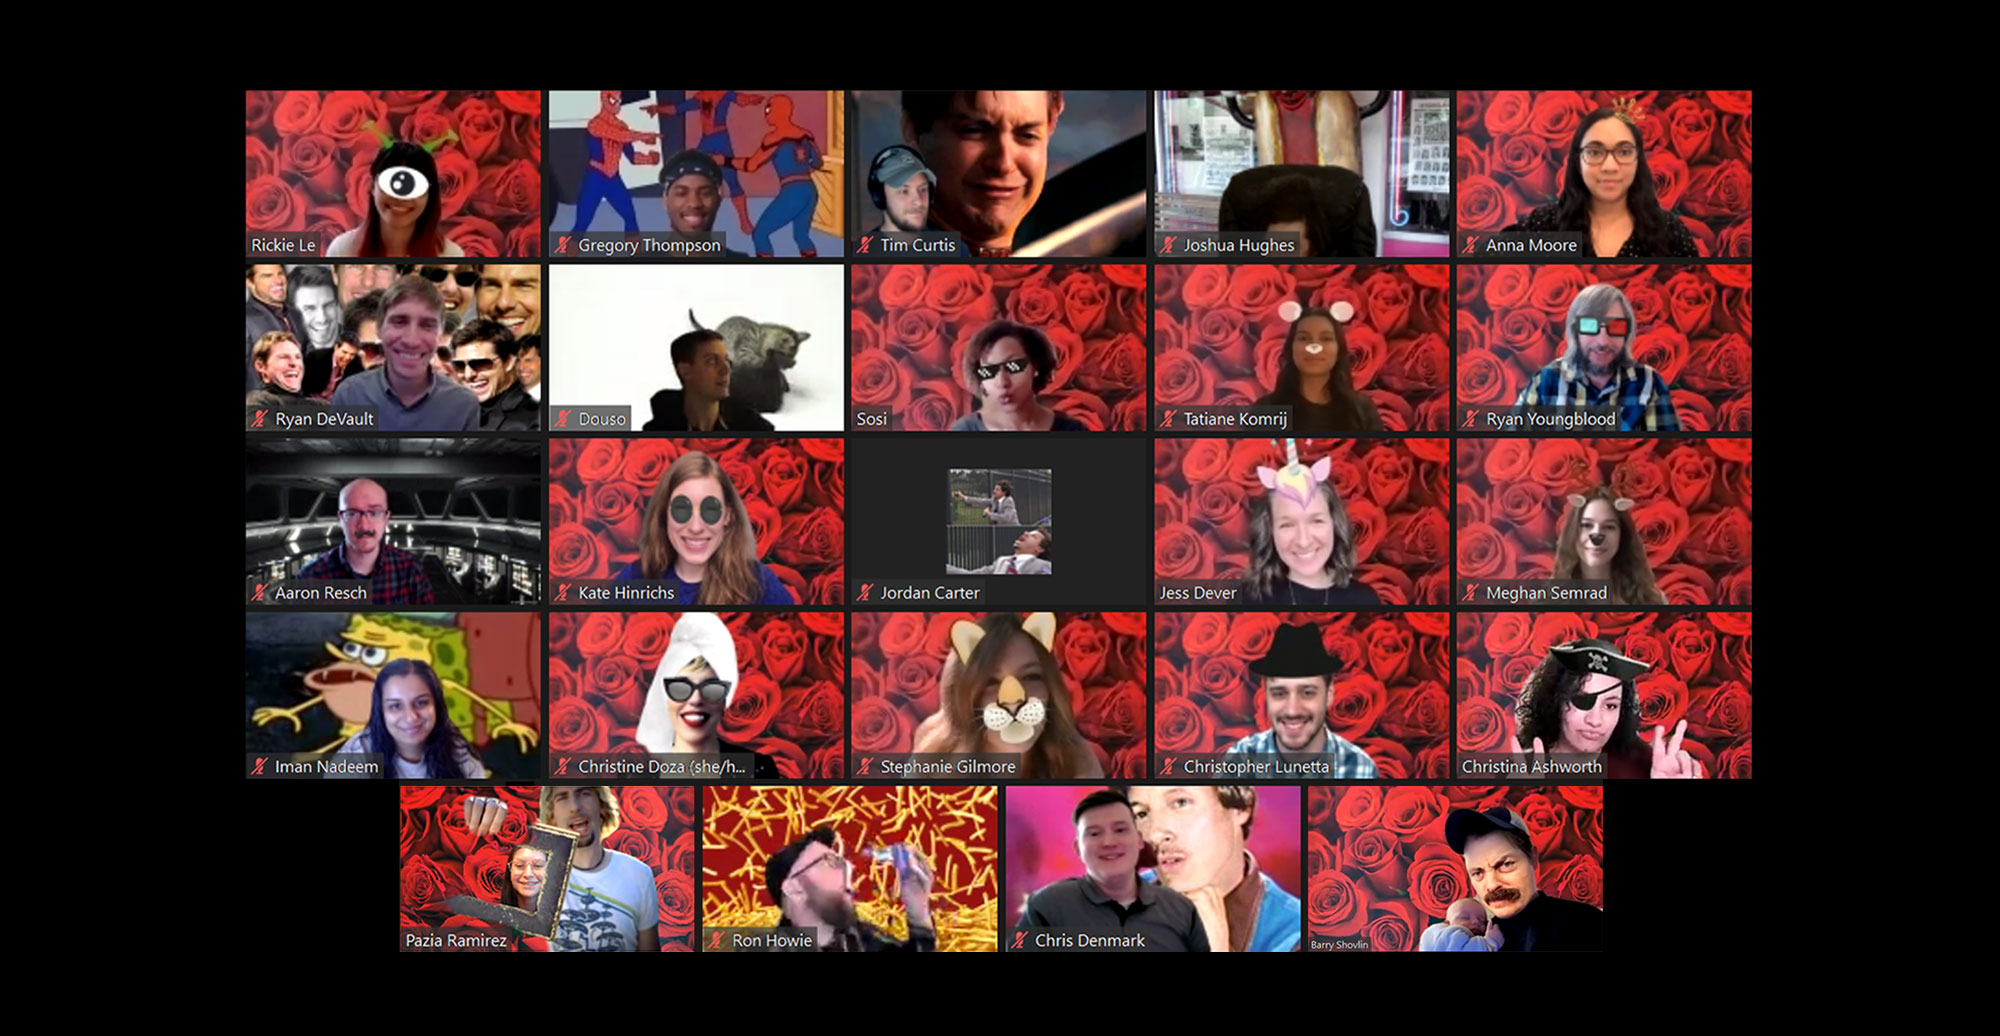 Rickie Le
Gregory Thompson
Tim Curtis
Joshua Hughes
Anna Moore
Ryan DeVault
Douso
Sosi
Tatiane Komrij
Ryan Youngblood
Aaron Resch
Kate Hinrichs
Jordan Carter
Jess Dever
Meghan Semrad
Iman Nadeem
Christine Doza (she/h...
Stephanie Gilmore
Christopher Lunetta
Christina Ashworth
Pazia Ramirez
Ron Howie
Chris Denmark
Barry Shovlin